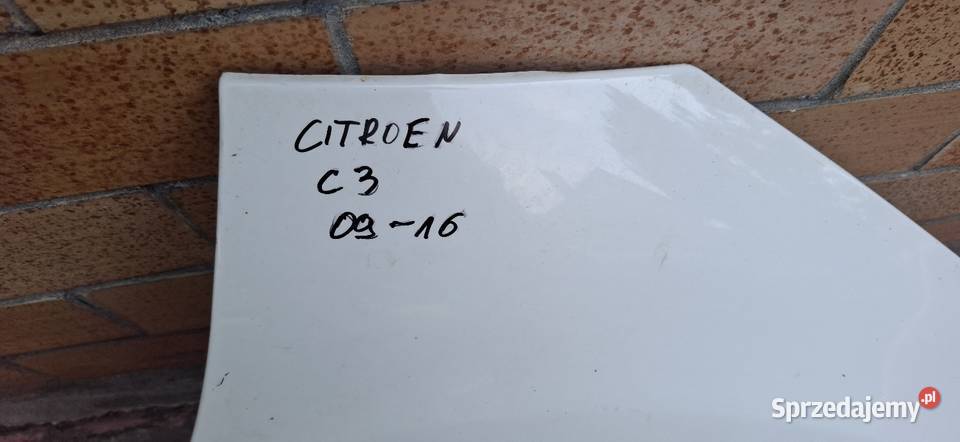 CITROEN
C3
09-16
Sprzedajemy.pl